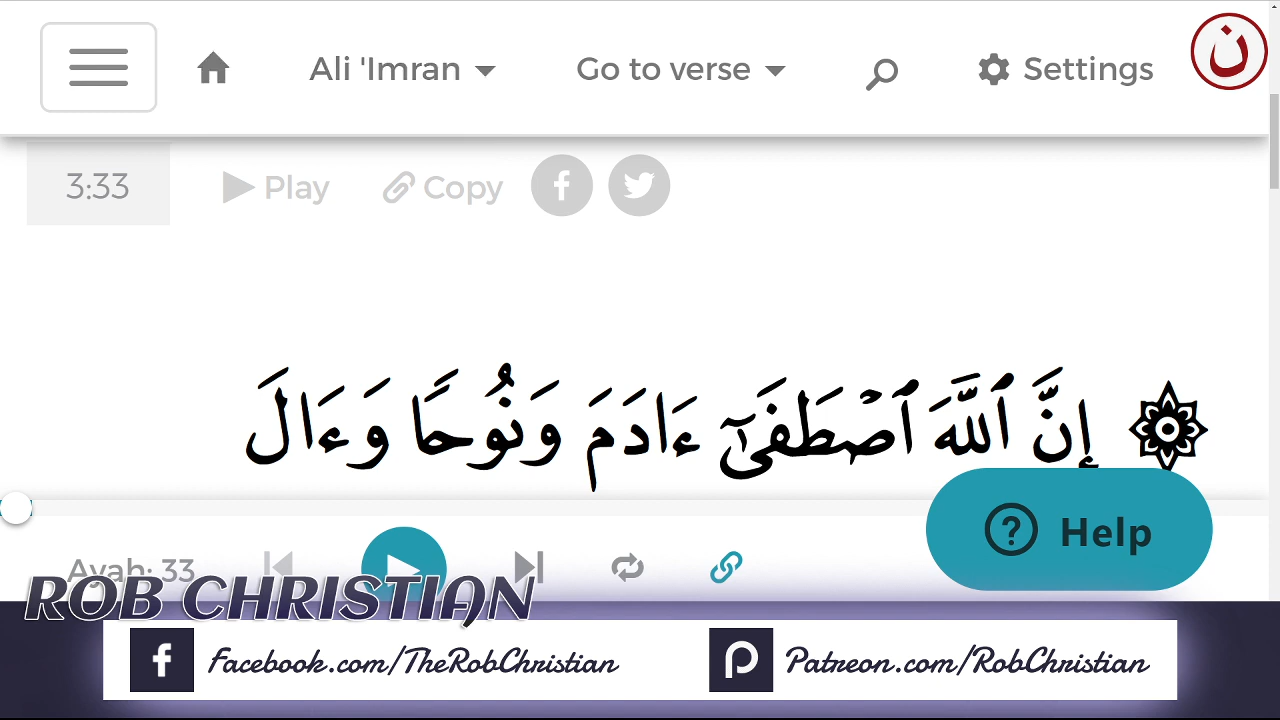 Ali 'Imran
Go to verse
Settings
ن
3:33
Play
Copy
إِنَّ ٱللَّهَ ٱصْطَفَىٰٓ ءَادَمَ وَنُوحًا وَءَالَ
Help
Ayah: 33
ROB CHRISTIAN
Facebook.com/TheRobChristian
Patreon.com/RobChristian